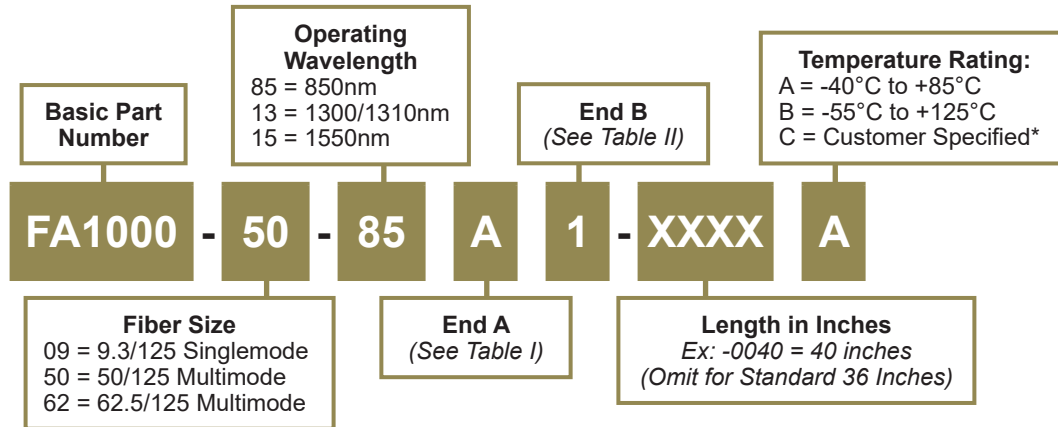 Basic Part
Number
Operating
Wavelength
85 = 850nm
13 = 1300/1310nm
15 = 1550nm
End B
(See Table II)
Temperature Rating:
A = -40°C to +85°C
B = -55°C to +125°C
C = Customer Specified*
FA1000 - 50 - 85 A 1 - XXXX A
Fiber Size
09 = 9.3/125 Singlemode
50 = 50/125 Multimode
62 = 62.5/125 Multimode
End A
(See Table I)
Length in Inches
Ex: -0040 = 40 inches
(Omit for Standard 36 Inches)